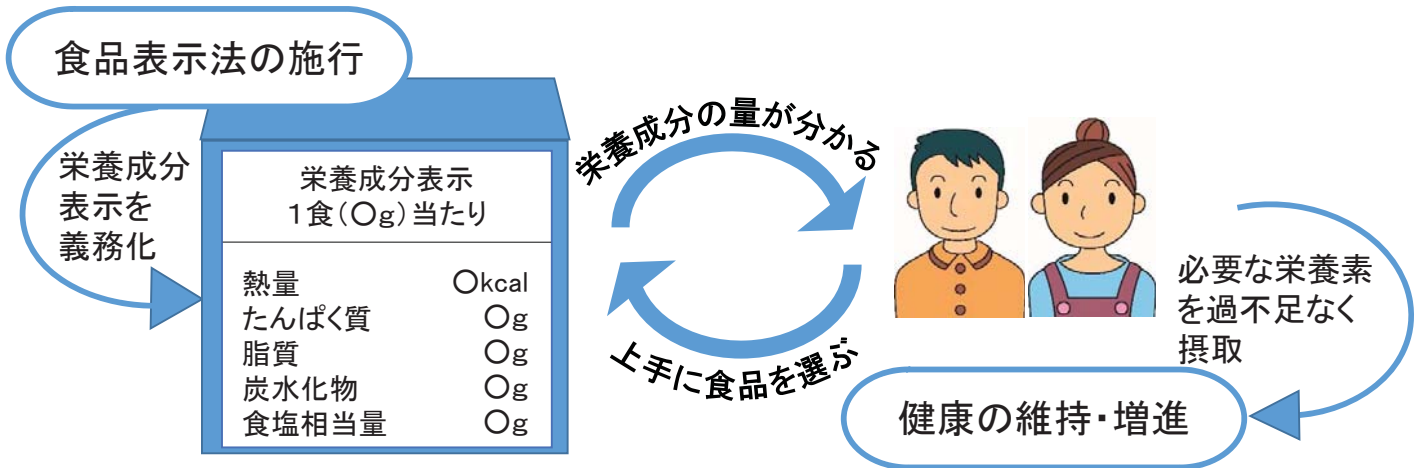 食品表示法の施行
栄養成分
表示を
義務化
栄養成分表示
1食(○g)当たり
熱量 ○kcal
たんぱく質 ○g
脂質 ○g
炭水化物 ○g
食塩相当量 ○g
栄養成分の量が分かる
上手に食品を選ぶ
必要な栄養素
を過不足なく
摂取
健康の維持・増進